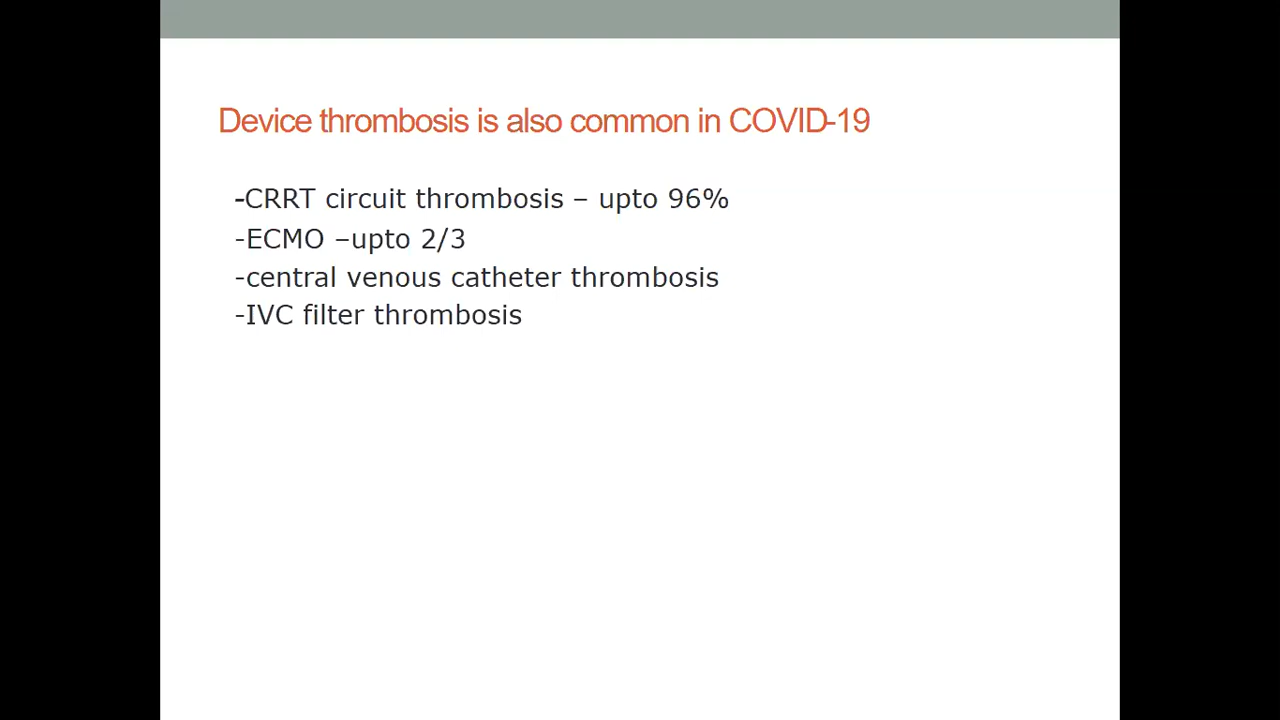 Device thrombosis is also common in COVID-19
-CRRT circuit thrombosis – upto 96%
-ECMO –upto 2/3
-central venous catheter thrombosis
-IVC filter thrombosis